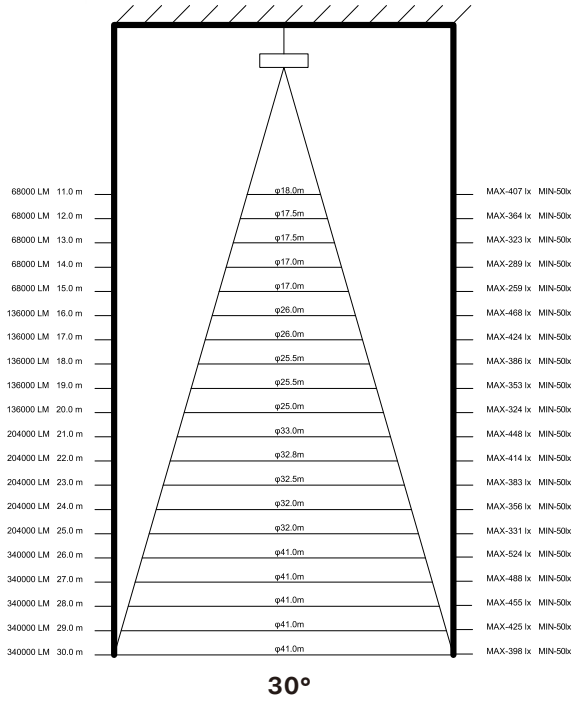 68000 LM 11.0 m φ18.0m MAX-407 lx MIN-50lx
68000 LM 12.0 m φ17.5m MAX-364 lx MIN-50lx
68000 LM 13.0 m φ17.5m MAX-323 lx MIN-50lx
68000 LM 14.0 m φ17.0m MAX-289 lx MIN-50lx
68000 LM 15.0 m φ17.0m MAX-259 lx MIN-50lx
136000 LM 16.0 m φ26.0m MAX-468 lx MIN-50lx
136000 LM 17.0 m φ26.0m MAX-424 lx MIN-50lx
136000 LM 18.0 m φ25.5m MAX-386 lx MIN-50lx
136000 LM 19.0 m φ25.5m MAX-353 lx MIN-50lx
136000 LM 20.0 m φ25.0m MAX-324 lx MIN-50lx
204000 LM 21.0 m φ33.0m MAX-448 lx MIN-50lx
204000 LM 22.0 m φ32.8m MAX-414 lx MIN-50lx
204000 LM 23.0 m φ32.5m MAX-383 lx MIN-50lx
204000 LM 24.0 m φ32.0m MAX-356 lx MIN-50lx
204000 LM 25.0 m φ32.0m MAX-331 lx MIN-50lx
340000 LM 26.0 m φ41.0m MAX-524 lx MIN-50lx
340000 LM 27.0 m φ41.0m MAX-488 lx MIN-50lx
340000 LM 28.0 m φ41.0m MAX-455 lx MIN-50lx
340000 LM 29.0 m φ41.0m MAX-425 lx MIN-50lx
340000 LM 30.0 m φ41.0m MAX-398 lx MIN-50lx
30°